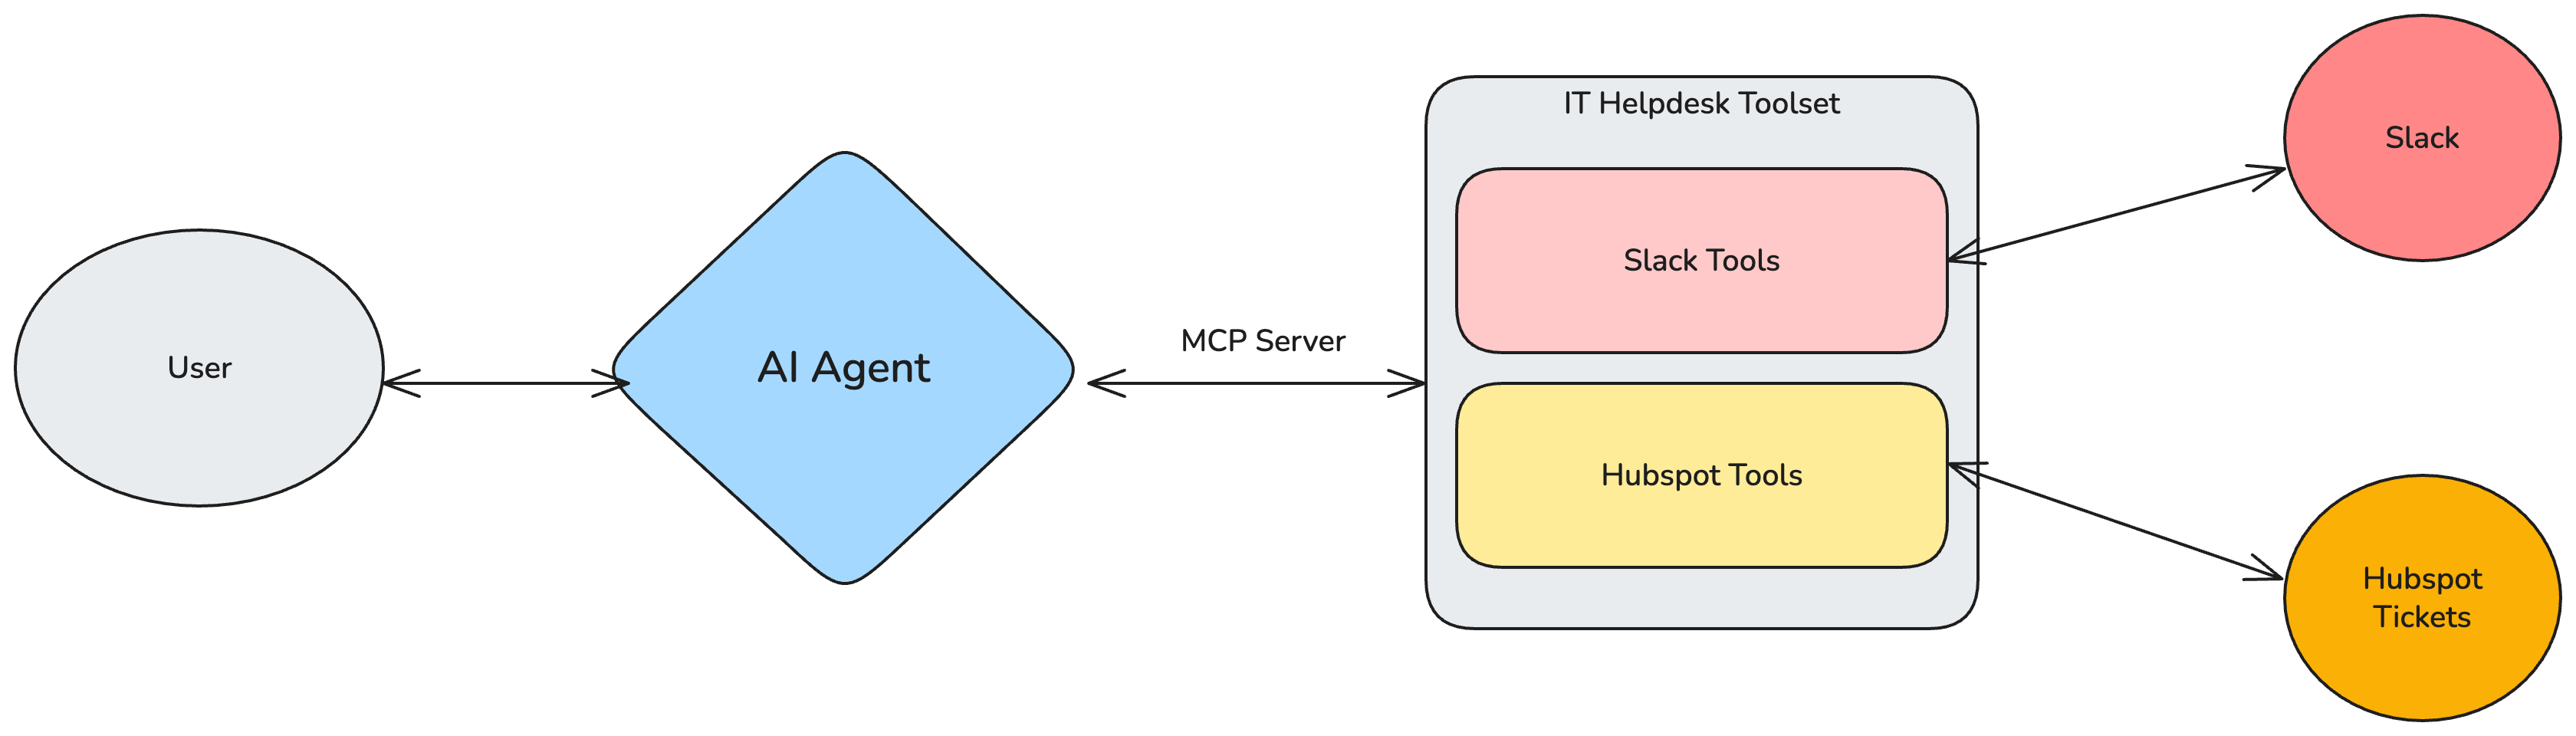 User
AI Agent
MCP Server
IT Helpdesk Toolset
Slack Tools
Hubspot Tools
Slack
Hubspot
Tickets